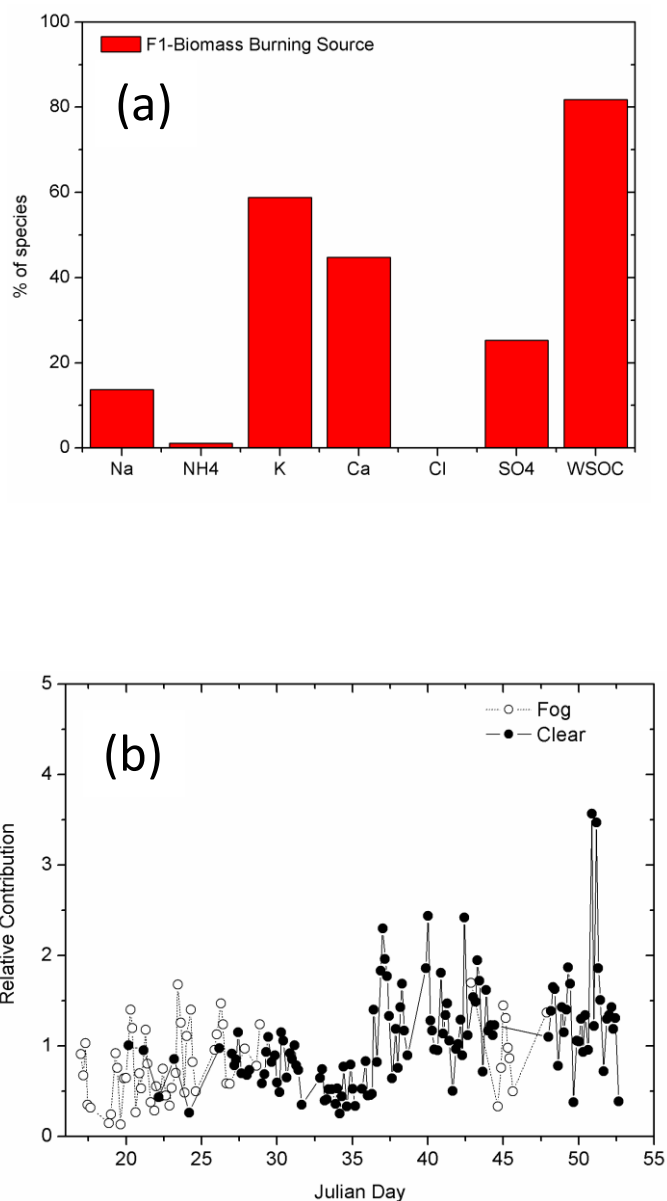 100
F1-Biomass Burning Source
(a)
80
60
40
20
0
% of species
Na NH4 K Ca Cl SO4 WSOC
5
Fog
Clear
(b)
4
3
2
1
0
Relative Contribution
20 25 30 35 40 45 50 55
Julian Day